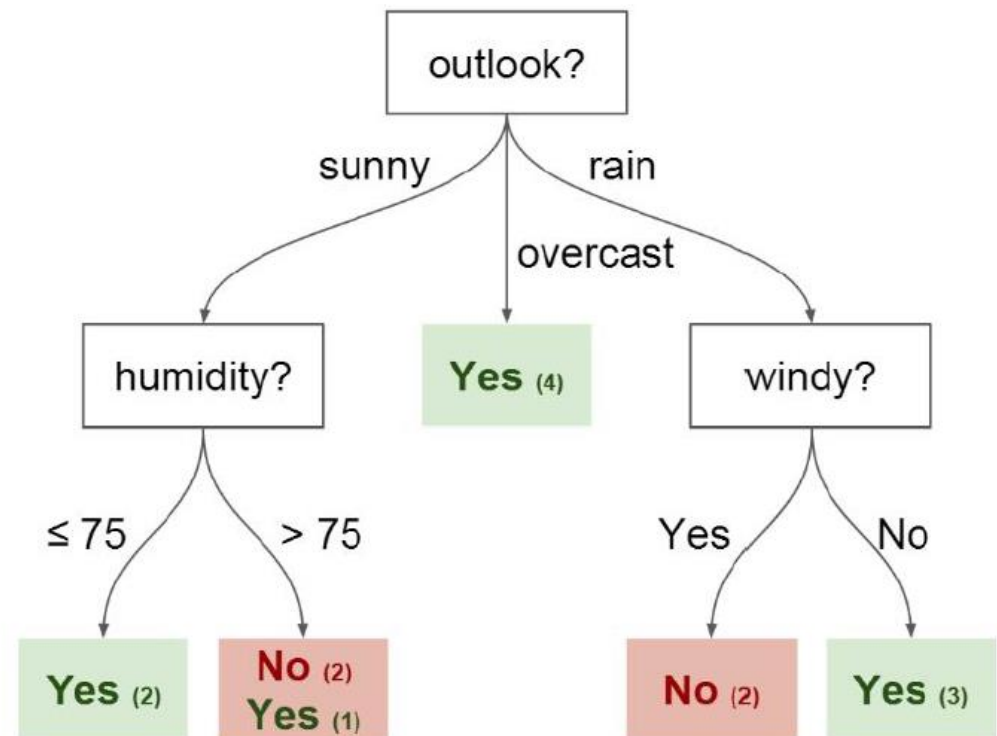 outlook?
sunny
rain
overcast
humidity?
Yes (4)
windy?
≤ 75
> 75
Yes
No
Yes (2)
No (2)
Yes (1)
No (2)
Yes (3)